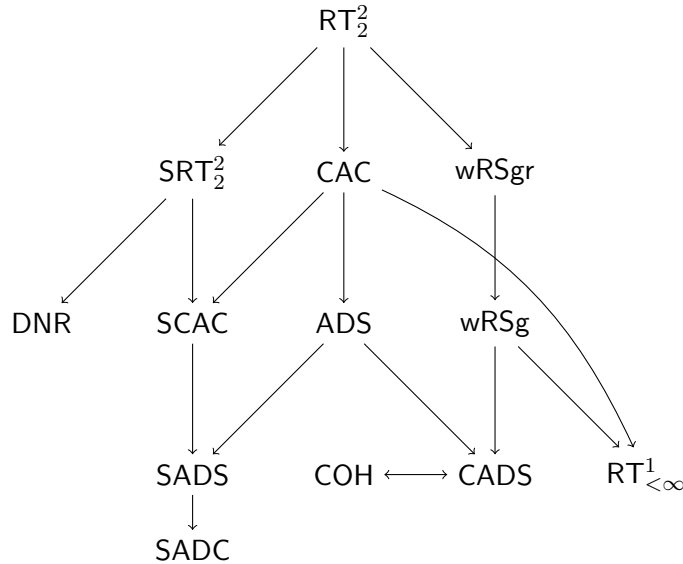 RT²₂
SRT²₂ CAC wRSgr
DNR SCAC ADS wRSg
SADS COH CADS RT¹<∞
SADC